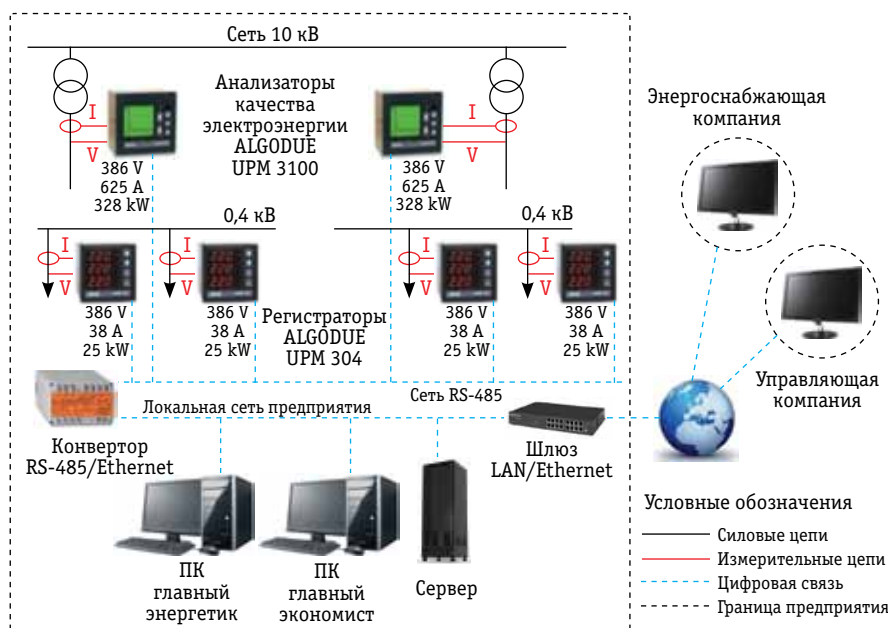 Сеть 10 кВ
Анализаторы
качества
электроэнергии
ALGODUE
UPM 3100
I
V
386 V
625 A
328 kW
I
V
386 V
625 A
328 kW
Энергоснабжающая
компания
0,4 кВ
0,4 кВ
I
V
386 V
38 A
25 kW
I
V
386 V
38 A
25 kW
Регистраторы
ALGODUE
UPM 304
I
V
386 V
38 A
25 kW
I
V
386 V
38 A
25 kW
Управляющая
компания
Сеть RS-485
Локальная сеть предприятия
Конвертор
RS-485/Ethernet
Шлюз
LAN/Ethernet
ПК
главный
энергетик
ПК
главный
экономист
Сервер
Условные обозначения
Силовые цепи
Измерительные цепи
Цифровая связь
Граница предприятия